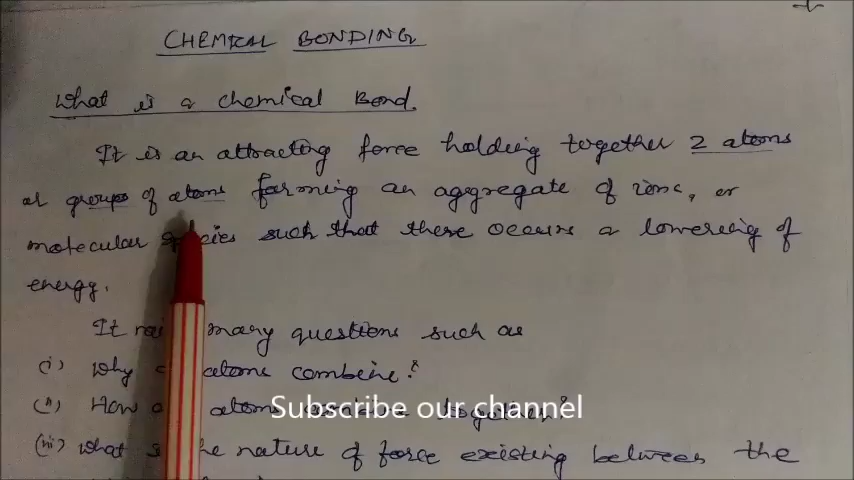 CHEMICAL BONDING
What is a chemical Bond.
It is an attracting force holding together 2 atoms
or groups of atoms forming an aggregate of ions, or
molecular species such that there occurs a lowering of
energy.
It many questions such as
(i) Why atoms combine?
(ii) How atoms together?
Subscribe our channel
(iii) What nature of force existing between the